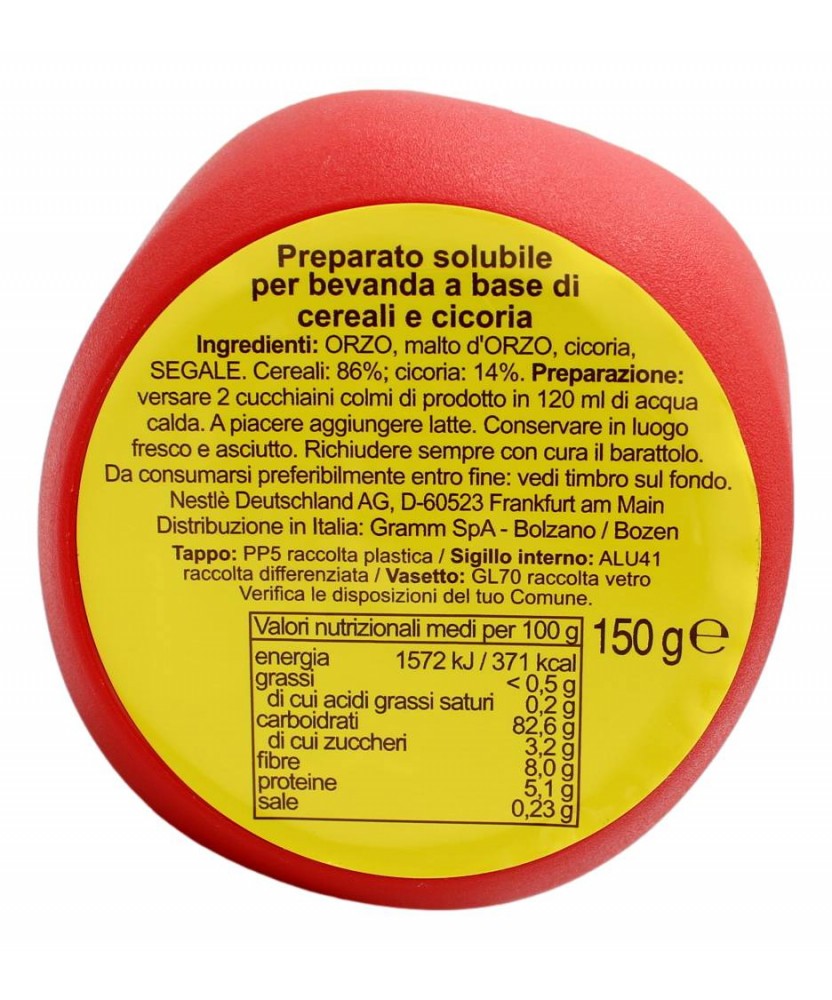 Preparato solubile
per bevanda a base di
cereali e cicoria
Ingredienti: ORZO, malto d'ORZO, cicoria,
SEGALE. Cereali: 86%; cicoria: 14%. Preparazione:
versare 2 cucchiaini colmi di prodotto in 120 ml di acqua
calda. A piacere aggiungere latte. Conservare in luogo
fresco e asciutto. Richiudere sempre con cura il barattolo.
Da consumarsi preferibilmente entro fine: vedi timbro sul fondo.
Nestlè Deutschland AG, D-60523 Frankfurt am Main
Distribuzione in Italia: Gramm SpA - Bolzano / Bozen
Tappo: PP5 raccolta plastica / Sigillo interno: ALU41
raccolta differenziata / Vasetto: GL70 raccolta vetro
Verifica le disposizioni del tuo Comune.
Valori nutrizionali medi per 100 g
150 g ℮
energia 1572 kJ / 371 kcal
grassi < 0,5 g
di cui acidi grassi saturi 0,2 g
carboidrati 82,6 g
di cui zuccheri 3,2 g
fibre 8,0 g
proteine 5,1 g
sale 0,23 g